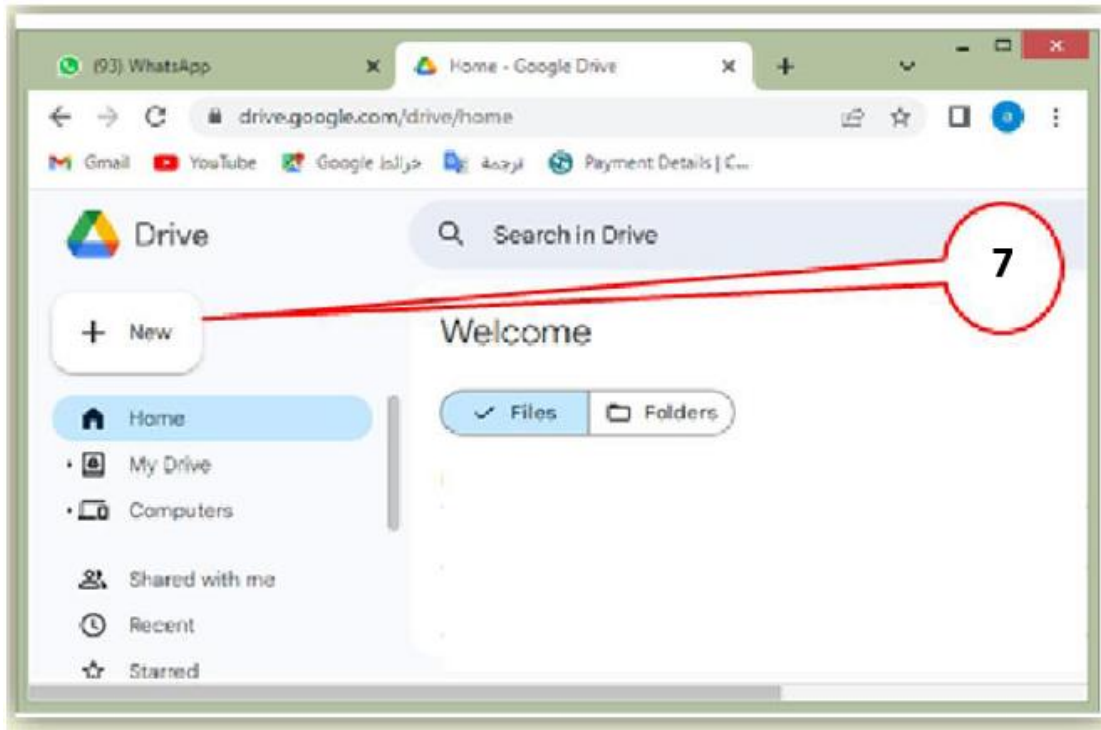 (93) WhatsApp
Home - Google Drive
drive.google.com/drive/home
Gmail YouTube Google خرائط ترجمة Payment Details | C...
Drive
Search in Drive
7
+ New
Welcome
Files
Folders
Home
My Drive
Computers
Shared with me
Recent
Starred